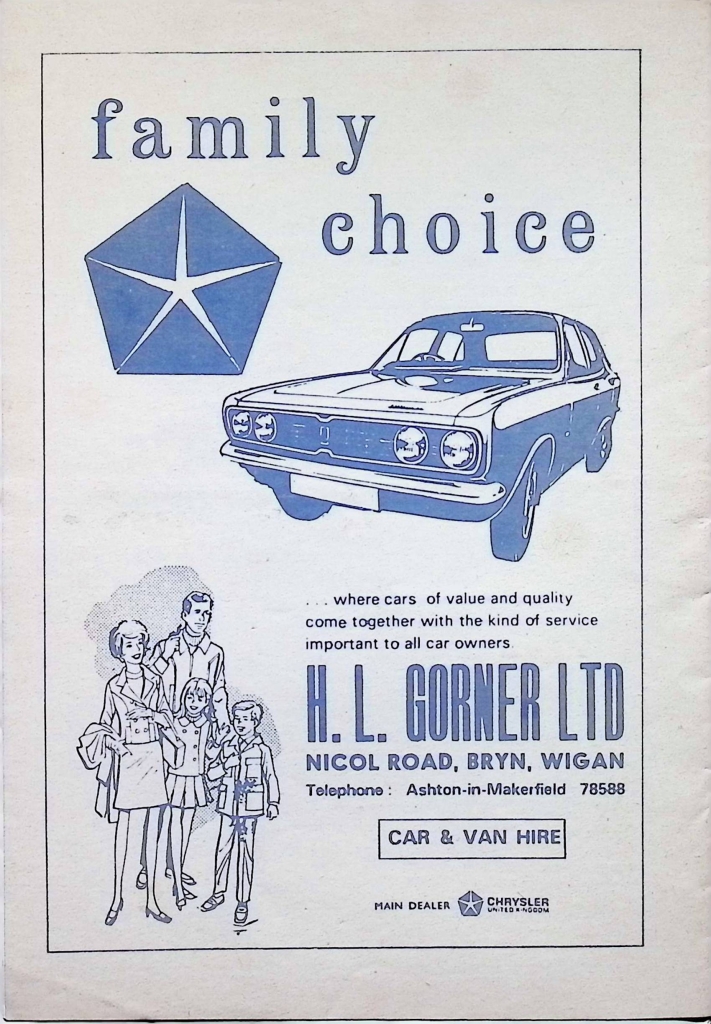 family
choice
... where cars of value and quality
come together with the kind of service
important to all car owners.
H. L. GORNER LTD
NICOL ROAD, BRYN, WIGAN
Telephone : Ashton-in-Makerfield 78588
CAR & VAN HIRE
MAIN DEALER CHRYSLER
UNITED KINGDOM